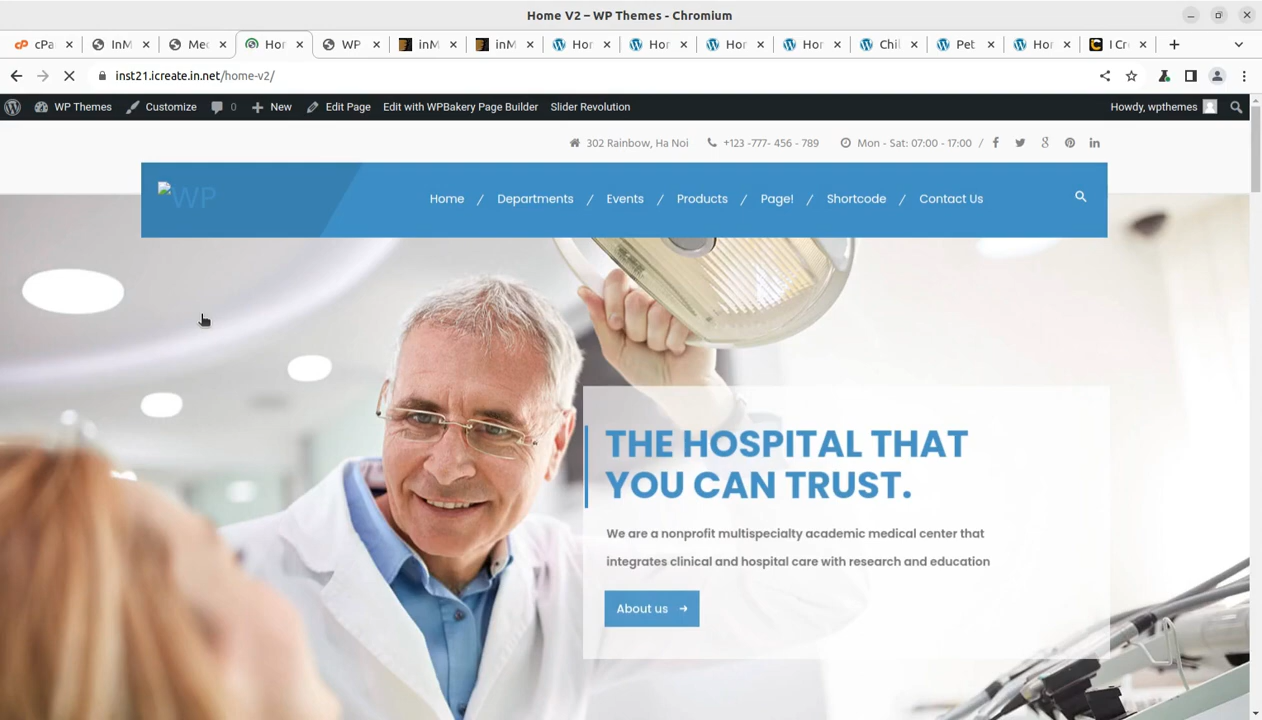 Home V2 – WP Themes - Chromium
cPa
InM
Mec
Hor
WP
inM
inM
Hor
Hor
Hor
Hor
Chil
Pet
Hor
I Cr
inst21.icreate.in.net/home-v2/
WP Themes
Customize
0
New
Edit Page
Edit with WPBakery Page Builder
Slider Revolution
Howdy, wpthemes
302 Rainbow, Ha Noi
+123 -777- 456 - 789
Mon - Sat: 07:00 - 17:00 /
WP
Home / Departments / Events / Products / Page! / Shortcode / Contact Us
THE HOSPITAL THAT
YOU CAN TRUST.
We are a nonprofit multispecialty academic medical center that
integrates clinical and hospital care with research and education
About us